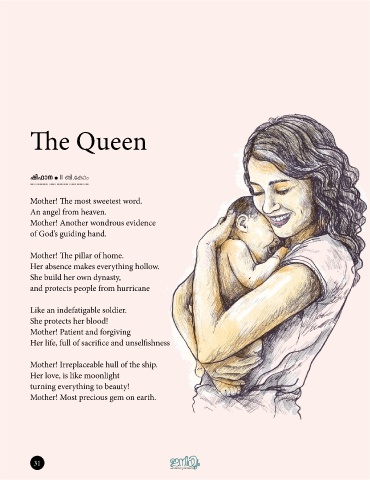 The Queen
ഷിഫാന ● II ബി.കോം
Mother! The most sweetest word.
An angel from heaven.
Mother! Another wondrous evidence
of God's guiding hand.
Mother! The pillar of home.
Her absence makes everything hollow.
She build her own dynasty,
and protects people from hurricane
Like an indefatigable soldier.
She protects her blood!
Mother! Patient and forgiving
Her life, full of sacrifice and unselfishness
Mother! Irreplaceable hull of the ship.
Her love, is like moonlight
turning everything to beauty!
Mother! Most precious gem on earth.
31